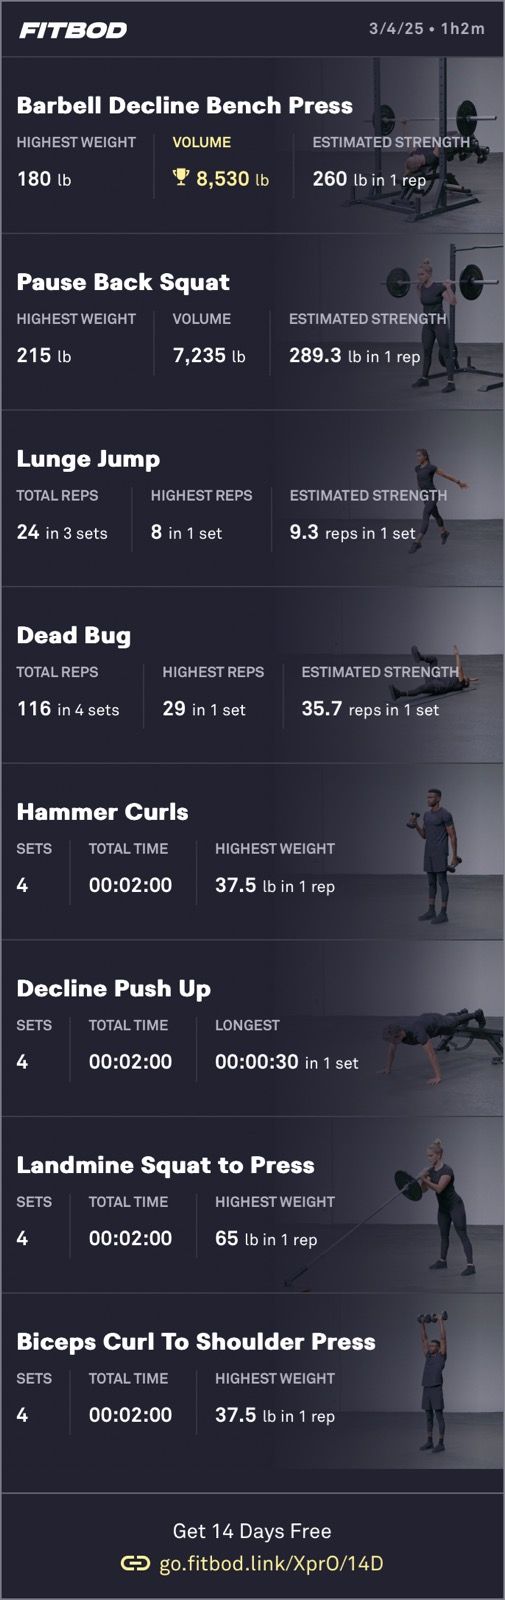 FITBOD 3/4/25 • 1h2m
Barbell Decline Bench Press
HIGHEST WEIGHT VOLUME ESTIMATED STRENGTH
180 lb 8,530 lb 260 lb in 1 rep
Pause Back Squat
HIGHEST WEIGHT VOLUME ESTIMATED STRENGTH
215 lb 7,235 lb 289.3 lb in 1 rep
Lunge Jump
TOTAL REPS HIGHEST REPS ESTIMATED STRENGTH
24 in 3 sets 8 in 1 set 9.3 reps in 1 set
Dead Bug
TOTAL REPS HIGHEST REPS ESTIMATED STRENGTH
116 in 4 sets 29 in 1 set 35.7 reps in 1 set
Hammer Curls
SETS TOTAL TIME HIGHEST WEIGHT
4 00:02:00 37.5 lb in 1 rep
Decline Push Up
SETS TOTAL TIME LONGEST
4 00:02:00 00:00:30 in 1 set
Landmine Squat to Press
SETS TOTAL TIME HIGHEST WEIGHT
4 00:02:00 65 lb in 1 rep
Biceps Curl To Shoulder Press
SETS TOTAL TIME HIGHEST WEIGHT
4 00:02:00 37.5 lb in 1 rep
Get 14 Days Free
go.fitbod.link/XprO/14D